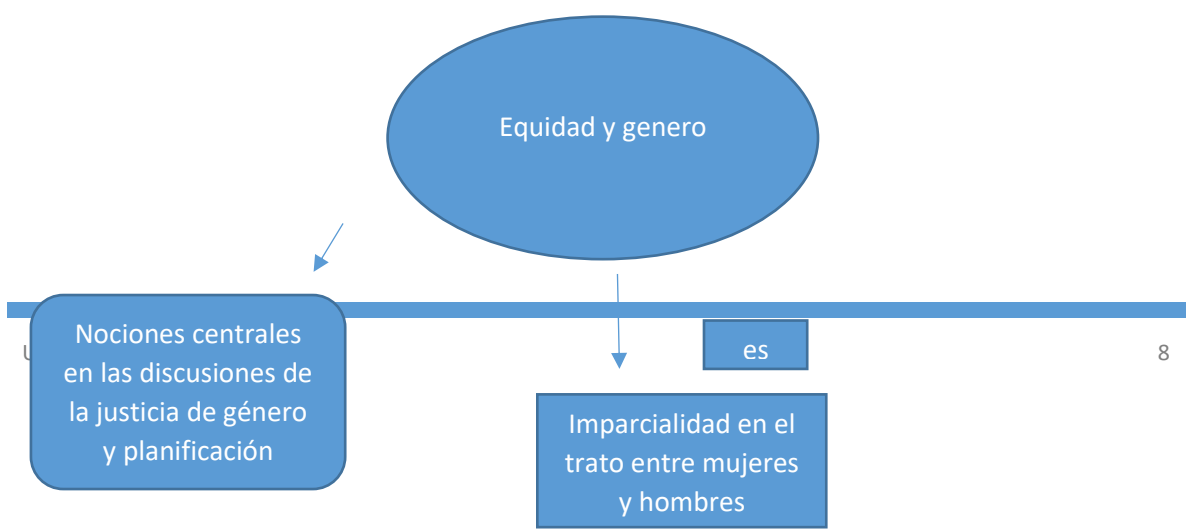 Equidad y genero
Nociones centrales
en las discusiones de
la justicia de género
y planificación
es
8
Imparcialidad en el
trato entre mujeres
y hombres